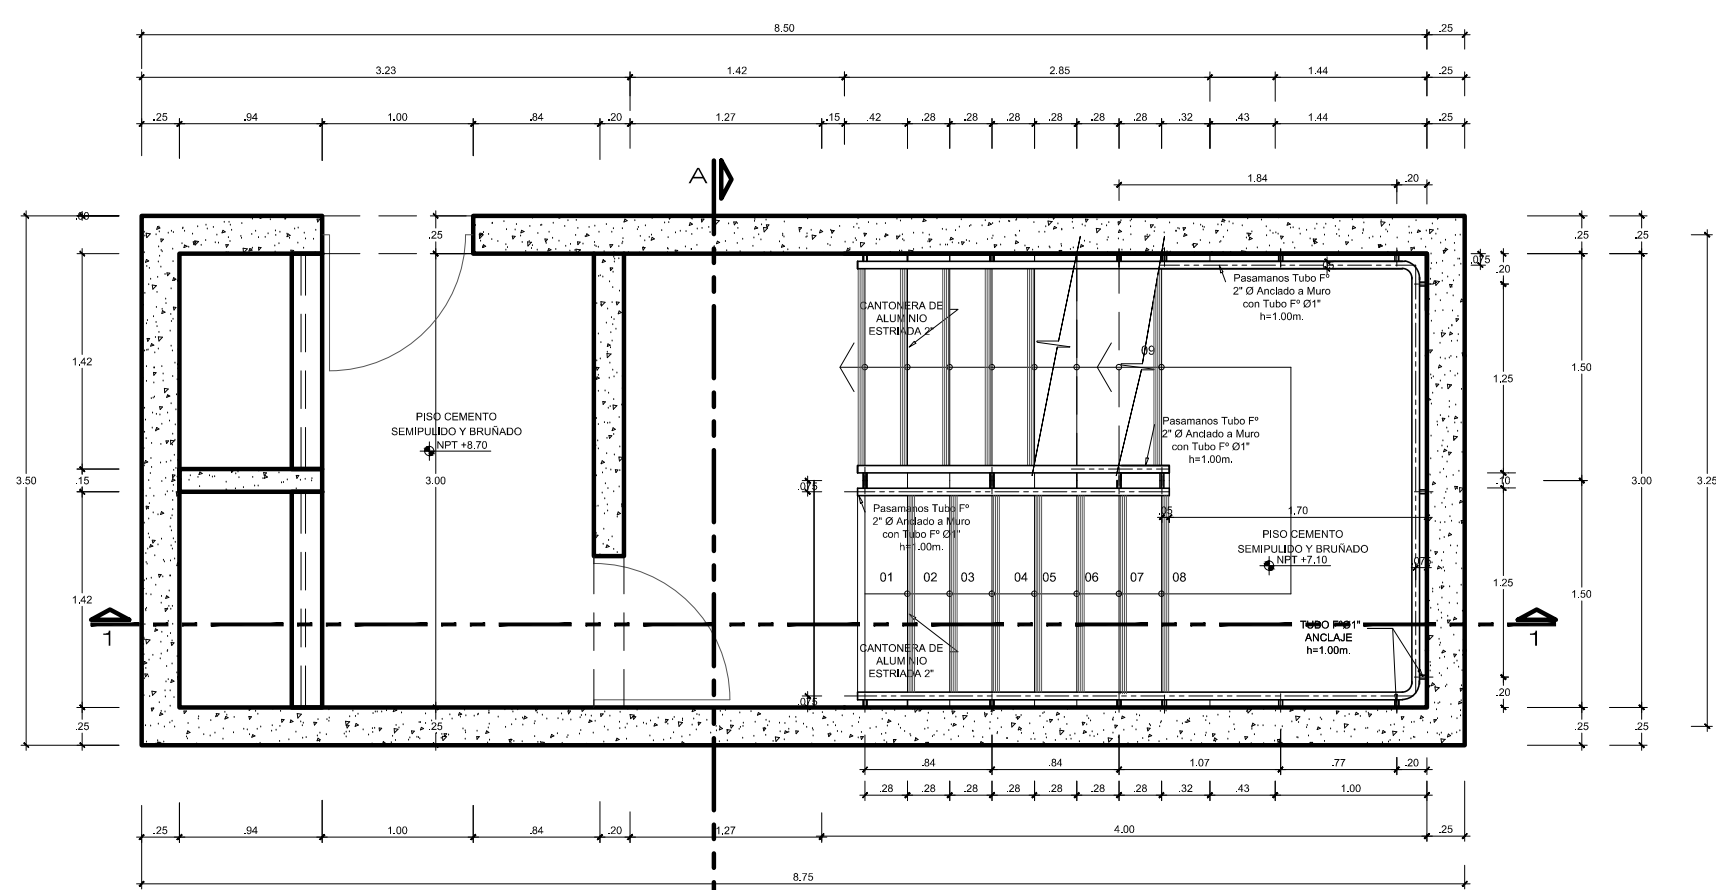 8.50 .25
3.23 1.42 2.85 1.44 .25
.25 .94 1.00 .84 .20 1.27 .15 .42 .28 .28 .28 .28 .28 .28 .32 .43 1.44 .25
1.84 .20
A
.25
.25 .25
.075
.20
Pasamanos Tubo Fº
2" Ø Anclado a Muro
con Tubo Fº Ø1"
h=1.00m.
CANTONERA DE
ALUMINIO
ESTRIADA 2"
09
1.42
1.25
1.50
PISO CEMENTO
SEMIPULIDO Y BRUÑADO
NPT +8.70
Pasamanos Tubo Fº
2" Ø Anclado a Muro
con Tubo Fº Ø1"
h=1.00m.
3.50
.15
3.00
.075
.10
3.00
3.25
Pasamanos Tubo Fº
2" Ø Anclado a Muro
con Tubo Fº Ø1"
h=1.00m.
.05 1.70
PISO CEMENTO
SEMIPULIDO Y BRUÑADO
NPT +7.10
.075
01 02 03 04 05 06 07 08
1.42
1.25
1.50
1
TUBO FºØ1"
ANCLAJE
h=1.00m.
1
CANTONERA DE
ALUMINIO
ESTRIADA 2"
.075
.20
.25 .25
.25 .25
.84 .84 1.07 .77 .20
.28 .28 .28 .28 .28 .28 .28 .32 .43 1.00
.25 .94 1.00 .84 .20 1.27 4.00 .25
8.75